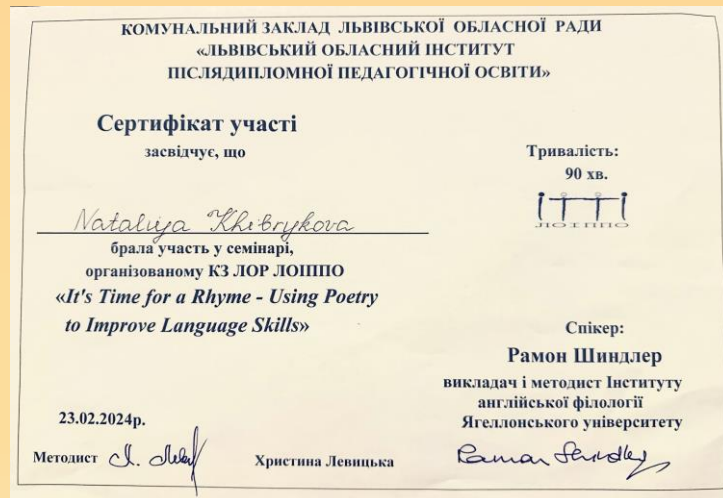 КОМУНАЛЬНИЙ ЗАКЛАД ЛЬВІВСЬКОЇ ОБЛАСНОЇ РАДИ
«ЛЬВІВСЬКИЙ ОБЛАСНИЙ ІНСТИТУТ
ПІСЛЯДИПЛОМНОЇ ПЕДАГОГІЧНОЇ ОСВІТИ»
Сертифікат участі
засвідчує, що
Nataliya Khibrykova
брала участь у семінарі,
організованому КЗ ЛОР ЛОІППО
«It's Time for a Rhyme - Using Poetry
to Improve Language Skills»
23.02.2024р.
Методист
Христина Левицька
Тривалість:
90 хв.
ІТТІ
ЛОІППО
Спікер:
Рамон Шиндлер
викладач і методист Інституту
англійської філології
Ягеллонського університету